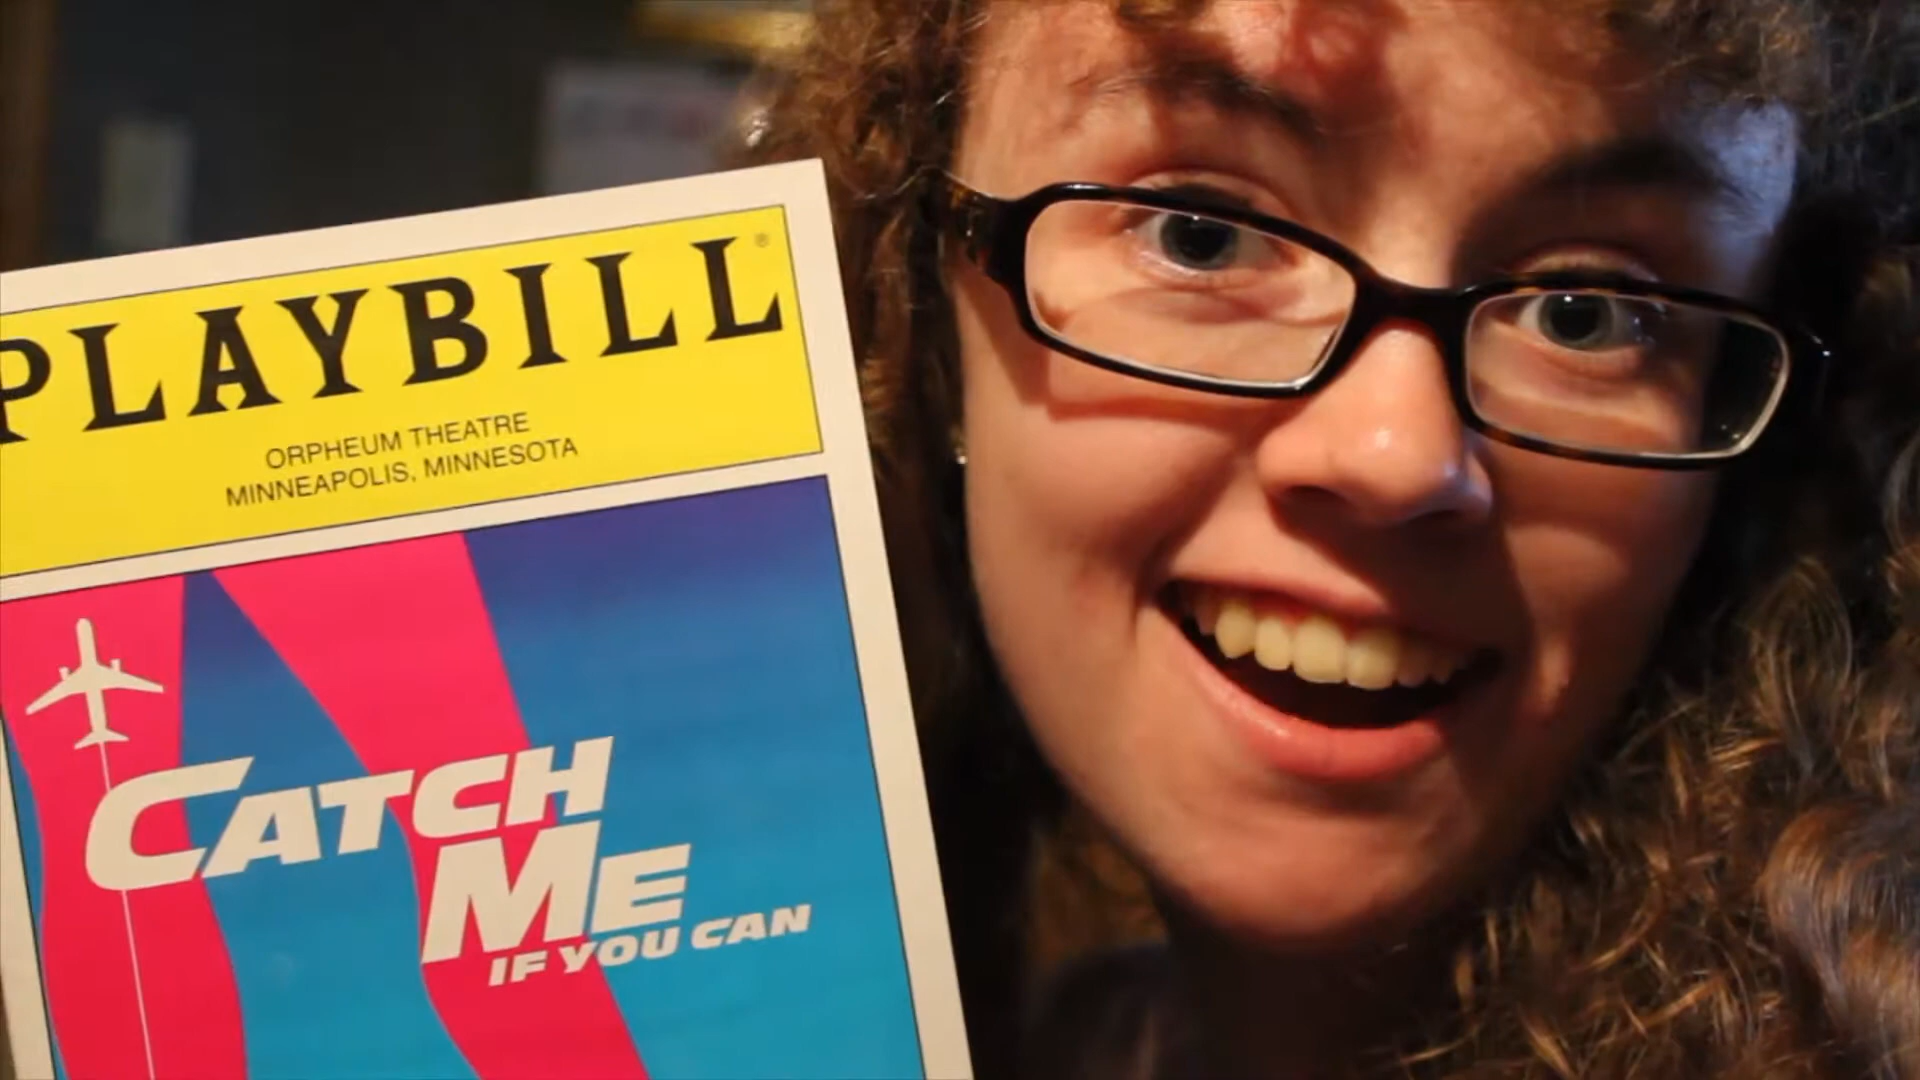 PLAYBILL®
ORPHEUM THEATRE
MINNEAPOLIS, MINNESOTA
CATCH
ME
IF YOU CAN